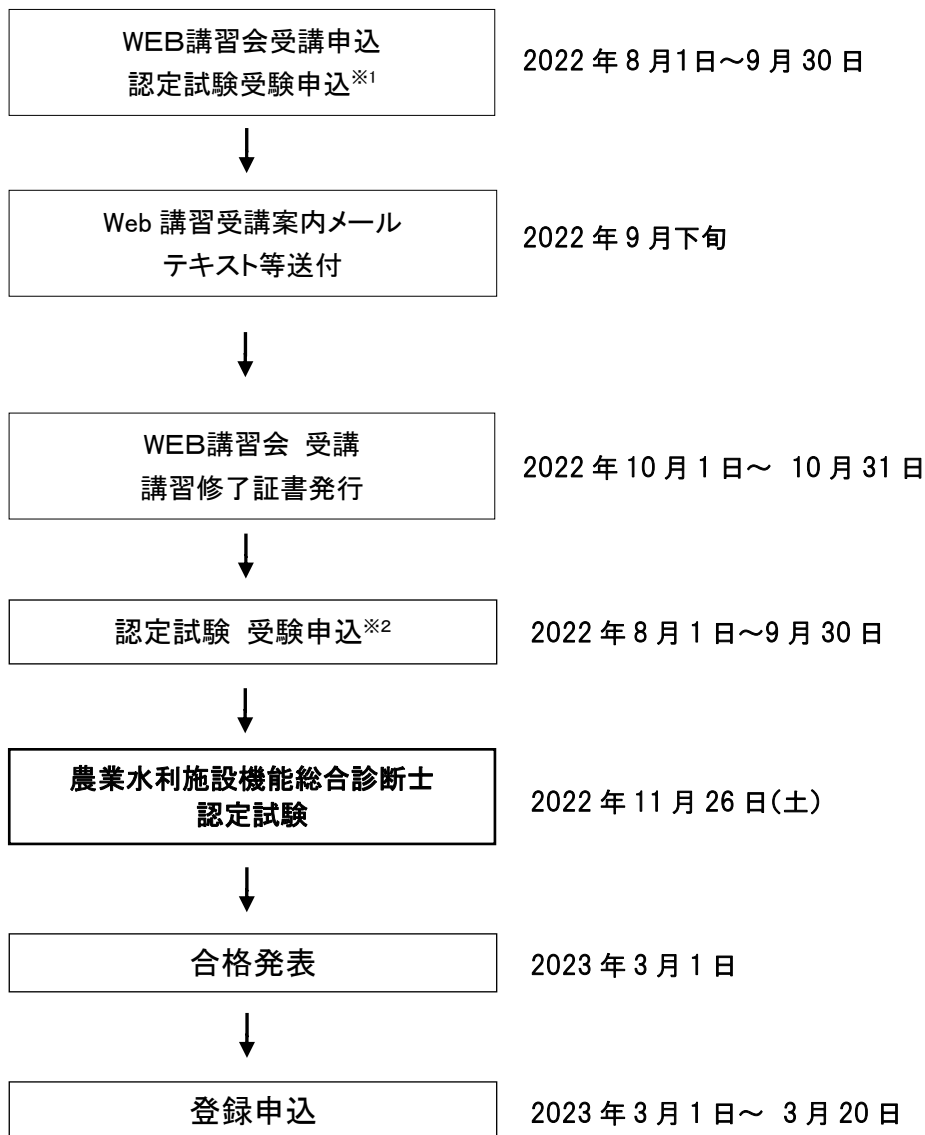 WEB講習会受講申込
認定試験受験申込※1
2022 年 8 月1日～9 月 30 日
Web 講習受講案内メール
テキスト等送付
2022 年 9 月下旬
WEB講習会 受講
講習修了証書発行
2022 年 10 月 1 日～ 10 月 31 日
認定試験 受験申込※2
2022 年 8 月 1 日～9 月 30 日
農業水利施設機能総合診断士
認定試験
2022 年 11 月 26 日(土)
合格発表
2023 年 3 月 1 日
登録申込
2023 年 3 月 1 日～ 3 月 20 日